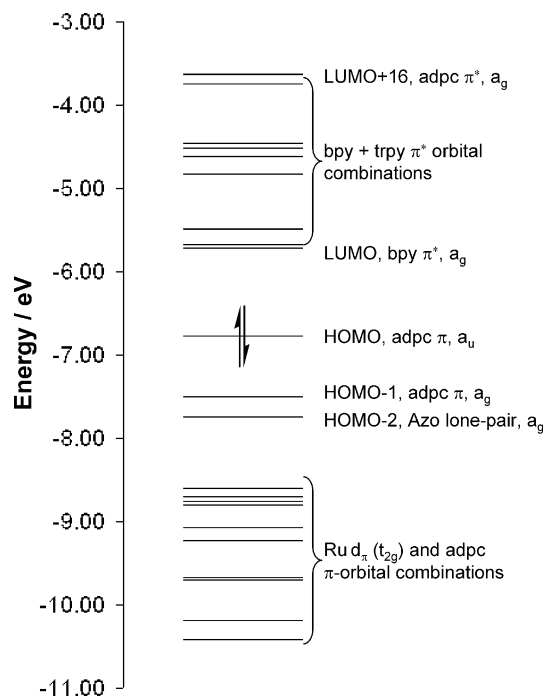 -3.00
LUMO+16, adpc π*, ag
-4.00
bpy + trpy π* orbital
combinations
-5.00
LUMO, bpy π*, ag
-6.00
Energy / eV
HOMO, adpc π, au
-7.00
HOMO-1, adpc π, ag
HOMO-2, Azo lone-pair, ag
-8.00
-9.00
Ru dπ (t2g) and adpc
π-orbital combinations
-10.00
-11.00